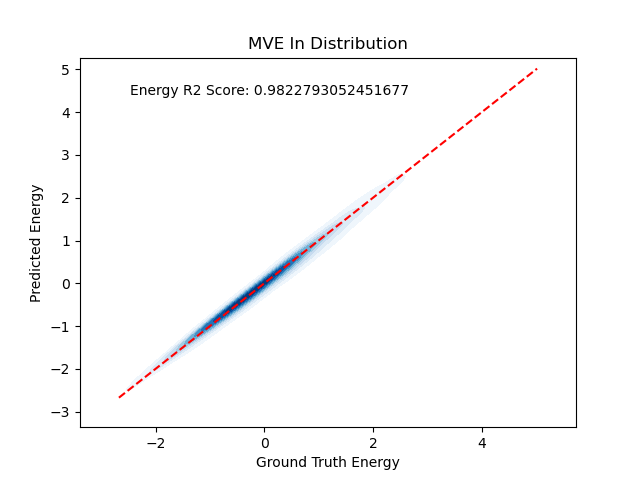 MVE In Distribution
Energy R2 Score: 0.9822793052451677
Predicted Energy
5
4
3
2
1
0
−1
−2
−3
−2 0 2 4
Ground Truth Energy